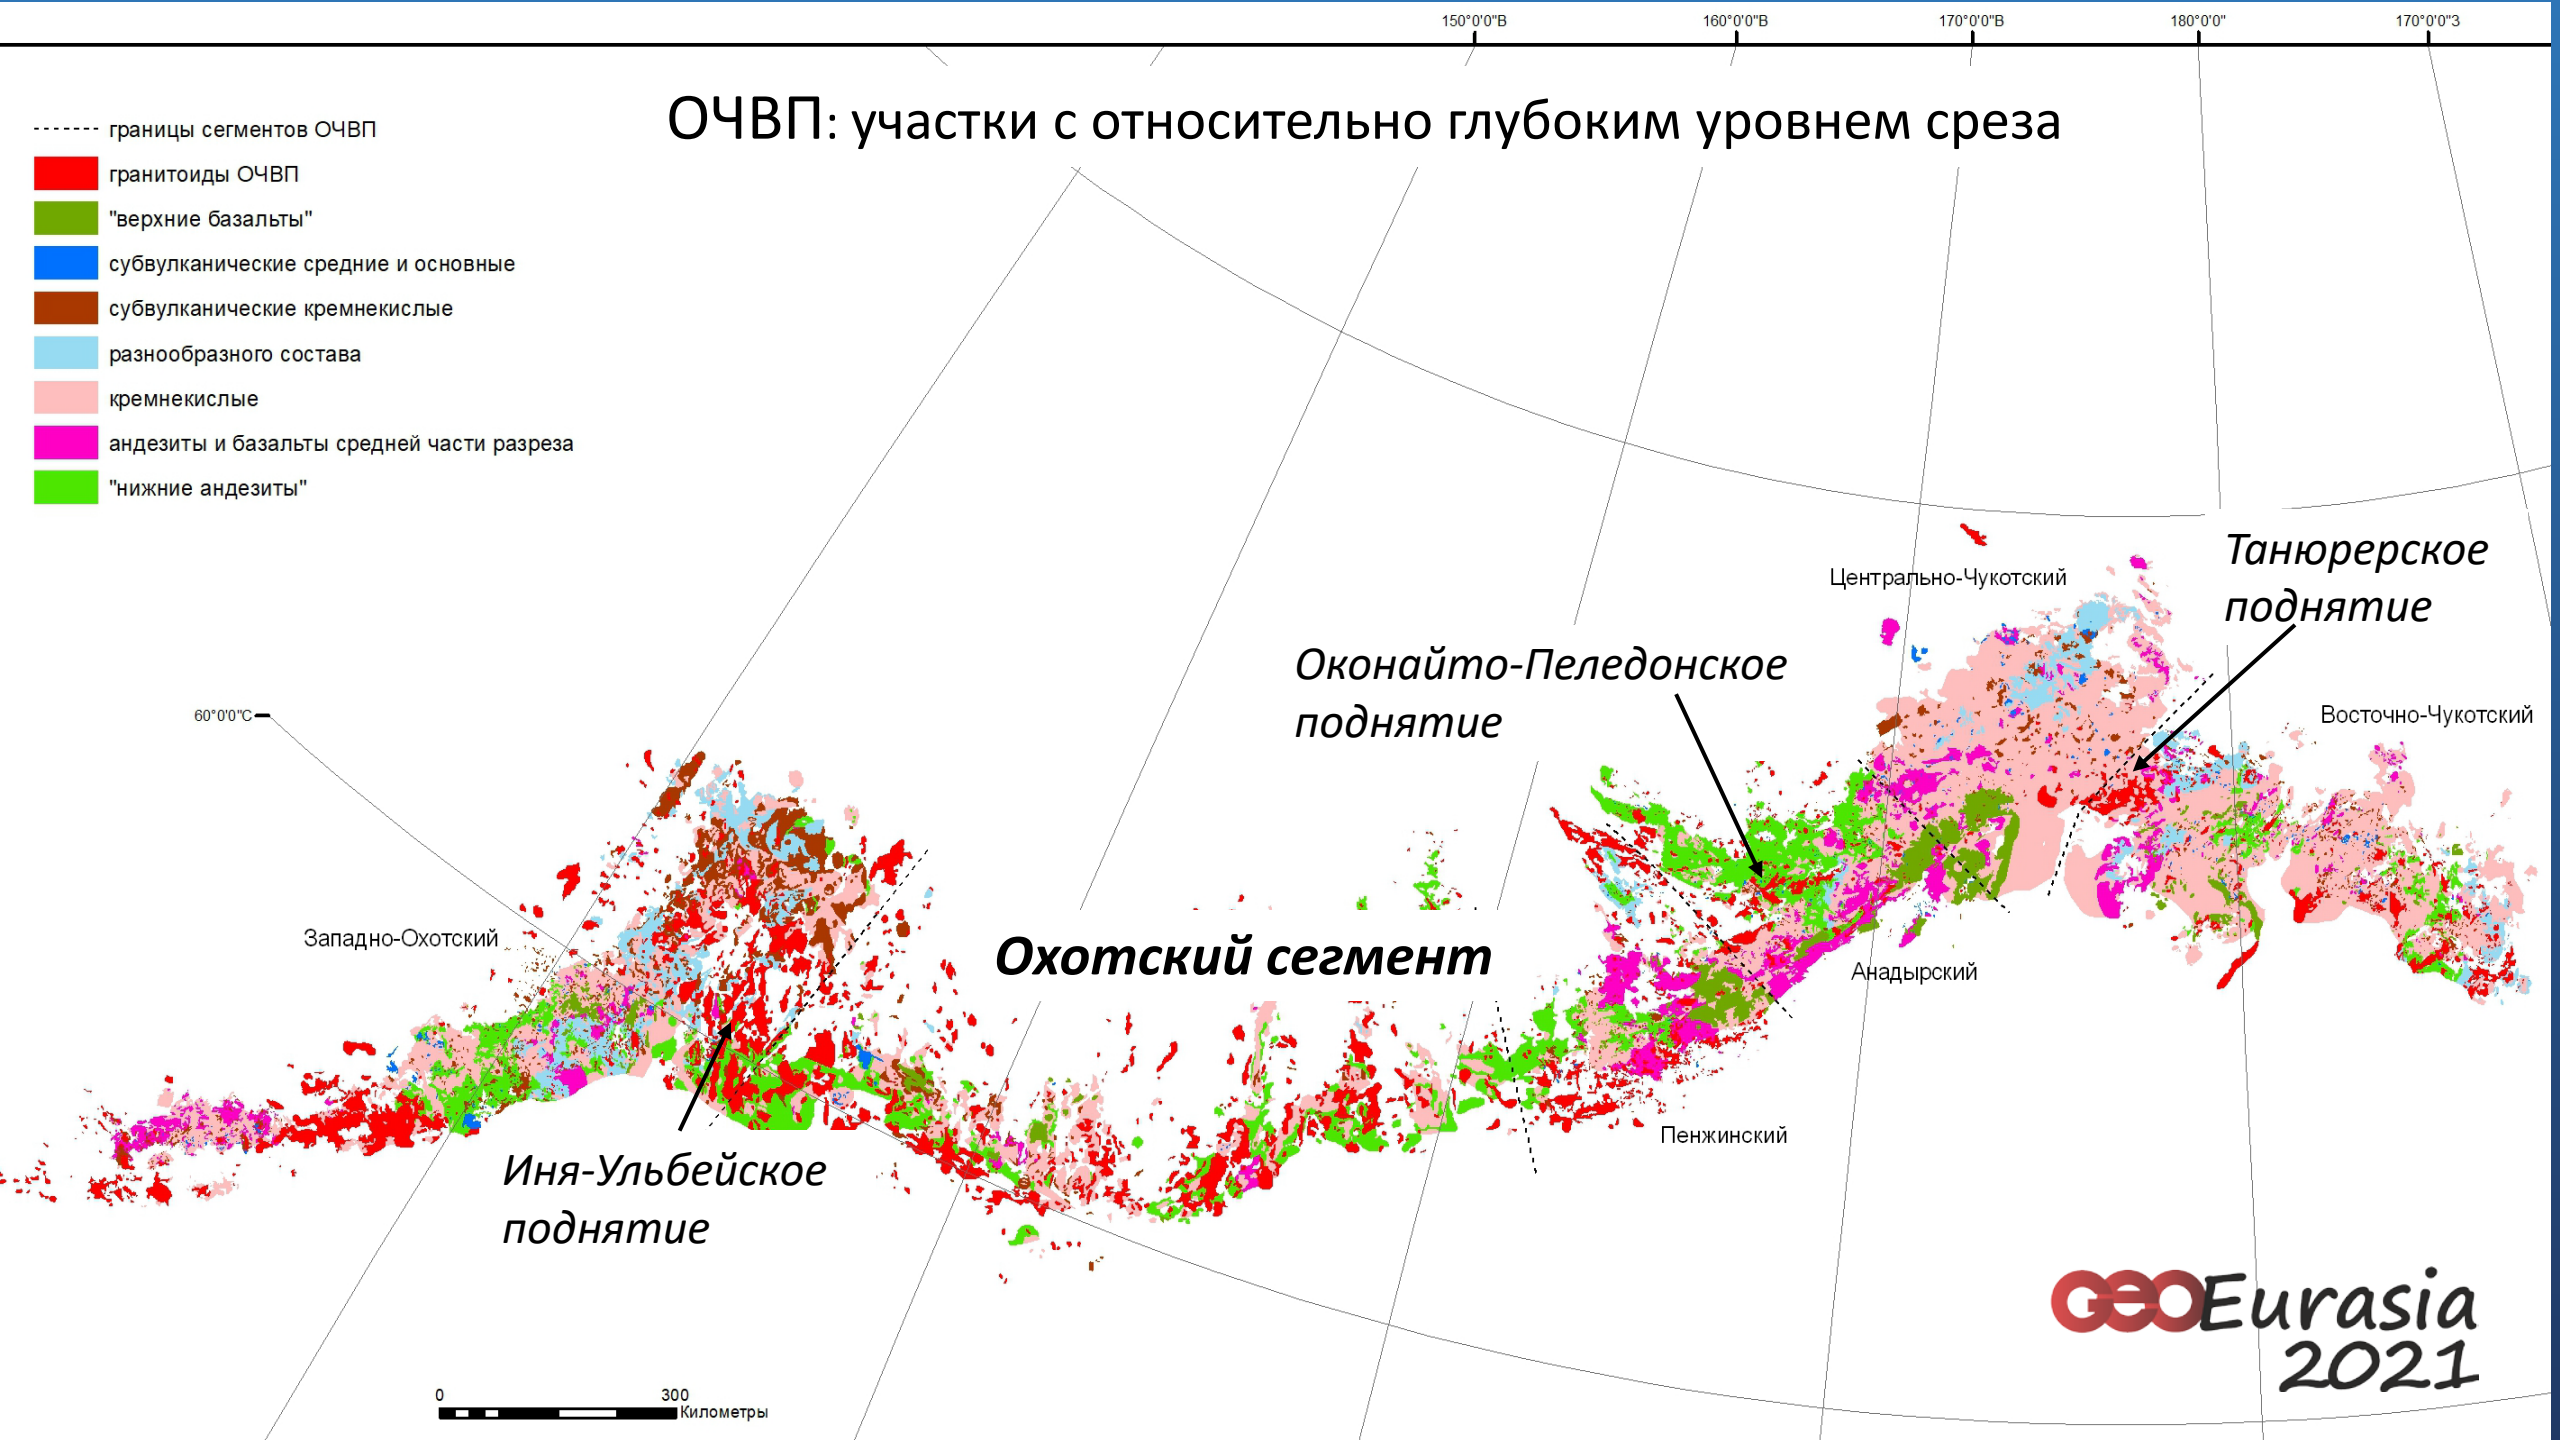 150°0'0"В
160°0'0"В
170°0'0"В
180°0'0"
170°0'0"З
ОЧВП: участки с относительно глубоким уровнем среза
границы сегментов ОЧВП
гранитоиды ОЧВП
"верхние базальты"
субвулканические средние и основные
субвулканические кремнекислые
разнообразного состава
кремнекислые
андезиты и базальты средней части разреза
"нижние андезиты"
Танюрерское
поднятие
Центрально-Чукотский
Оконайто-Пеледонское
поднятие
Восточно-Чукотский
60°0'0"С
Западно-Охотский
Охотский сегмент
Анадырский
Пенжинский
Иня-Ульбейское
поднятие
GEOEurasia
2021
0
300
Километры